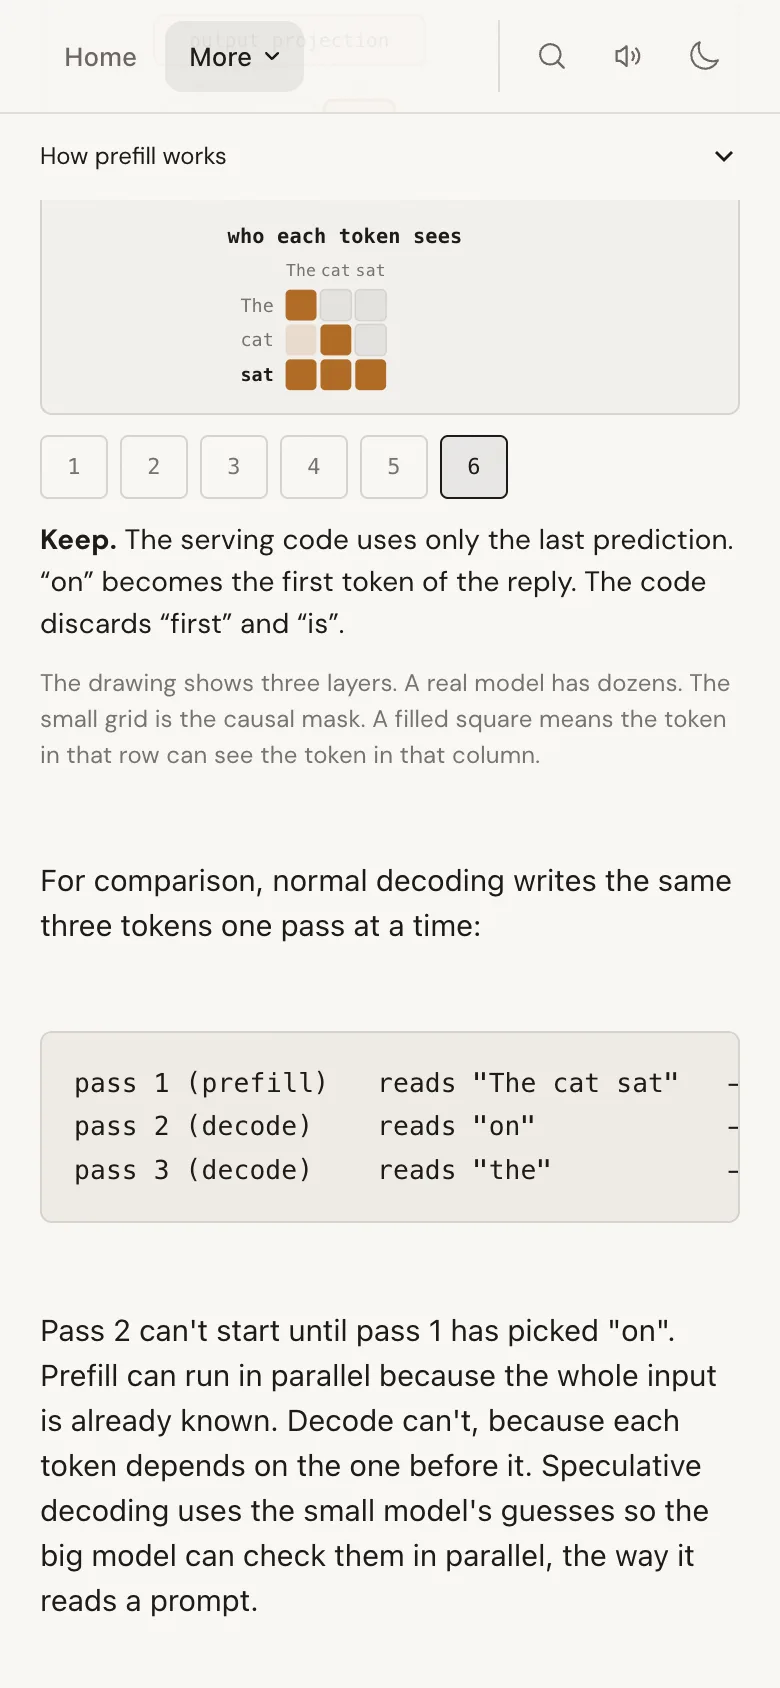 output projection
Home
More
How prefill works
who each token sees
The cat sat
The
cat
sat
1 2 3 4 5 6
Keep. The serving code uses only the last prediction.
“on” becomes the first token of the reply. The code
discards “first” and “is”.
The drawing shows three layers. A real model has dozens. The
small grid is the causal mask. A filled square means the token
in that row can see the token in that column.
For comparison, normal decoding writes the same
three tokens one pass at a time:
pass 1 (prefill)   reads "The cat sat"   –
pass 2 (decode)    reads "on"            –
pass 3 (decode)    reads "the"           –
Pass 2 can't start until pass 1 has picked "on".
Prefill can run in parallel because the whole input
is already known. Decode can't, because each
token depends on the one before it. Speculative
decoding uses the small model's guesses so the
big model can check them in parallel, the way it
reads a prompt.